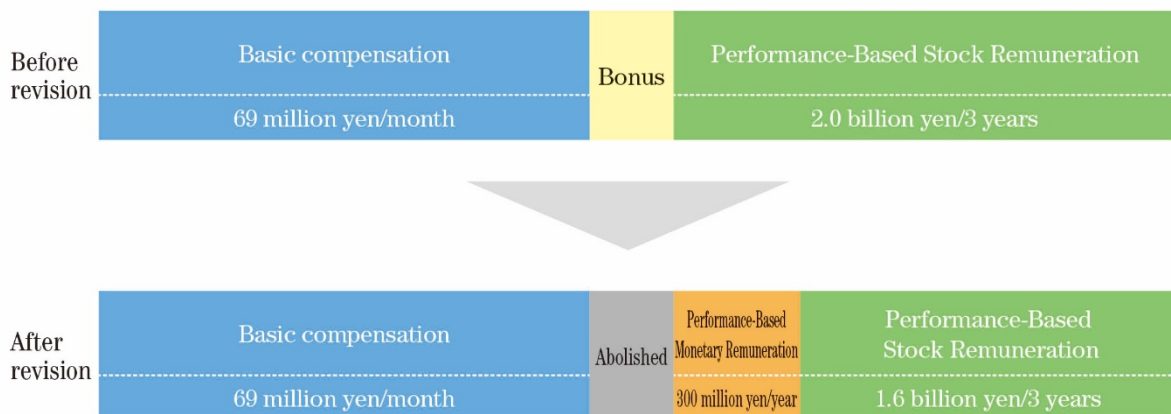 Before
revision
Basic compensation
69 million yen/month
Bonus
Performance-Based Stock Remuneration
2.0 billion yen/3 years
After
revision
Basic compensation
69 million yen/month
Abolished
Performance-Based
Monetary Remuneration
300 million yen/year
Performance-Based
Stock Remuneration
1.6 billion yen/3 years